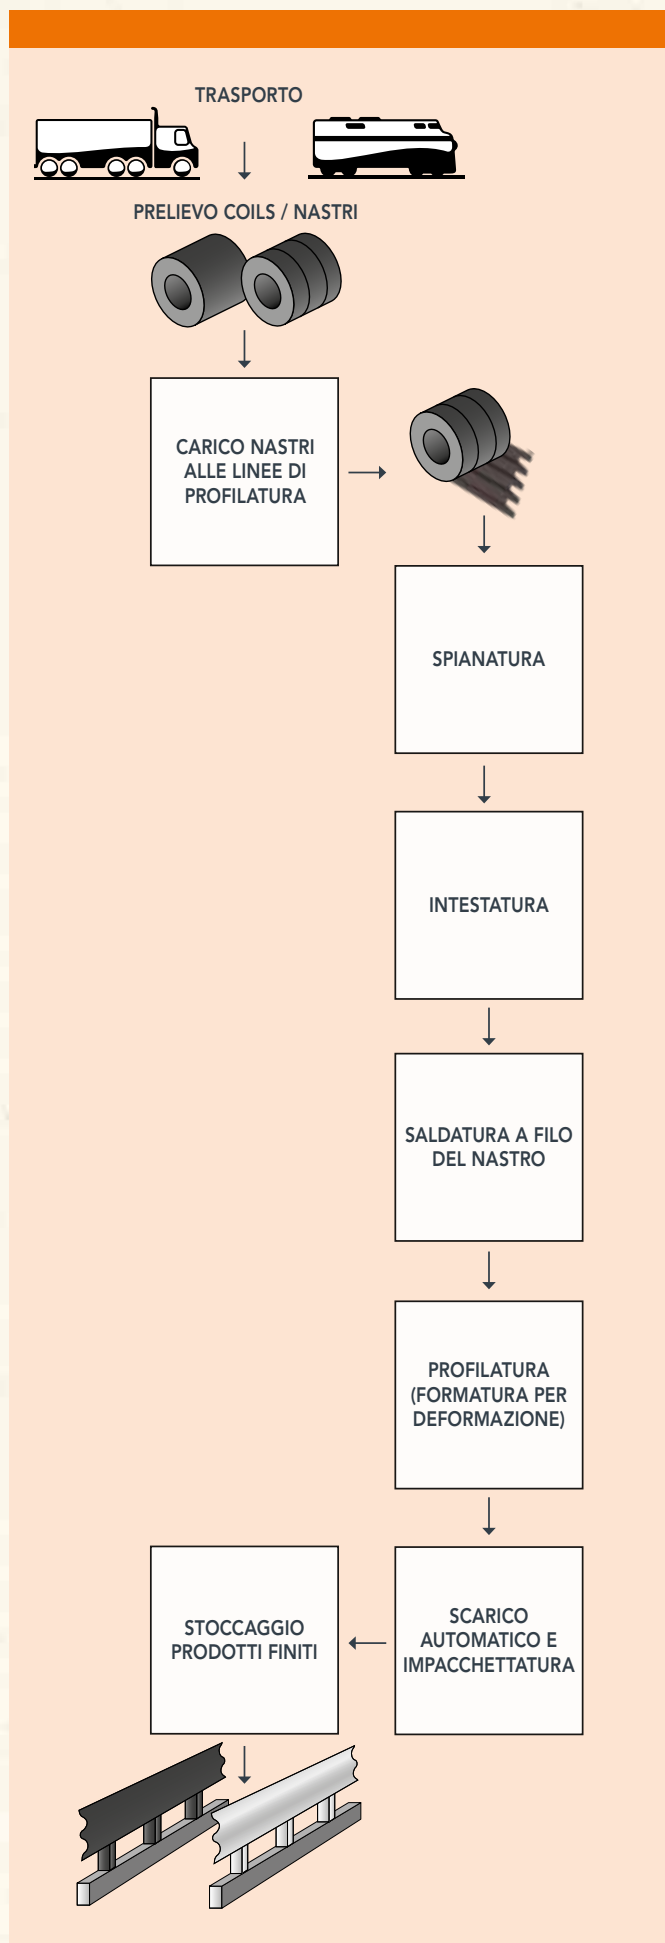 TRASPORTO
PRELIEVO COILS / NASTRI
CARICO NASTRI
ALLE LINEE DI
PROFILATURA
SPIANATURA
INTESTATURA
SALDATURA A FILO
DEL NASTRO
PROFILATURA
(FORMATURA PER
DEFORMAZIONE)
SCARICO
AUTOMATICO E
IMPACCHETTATURA
STOCCAGGIO
PRODOTTI FINITI